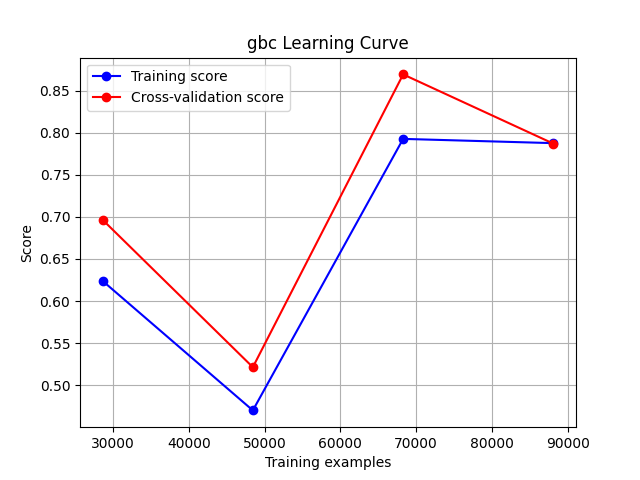 gbc Learning Curve
Training score
Cross-validation score
Score
0.85
0.80
0.75
0.70
0.65
0.60
0.55
0.50
30000 40000 50000 60000 70000 80000 90000
Training examples